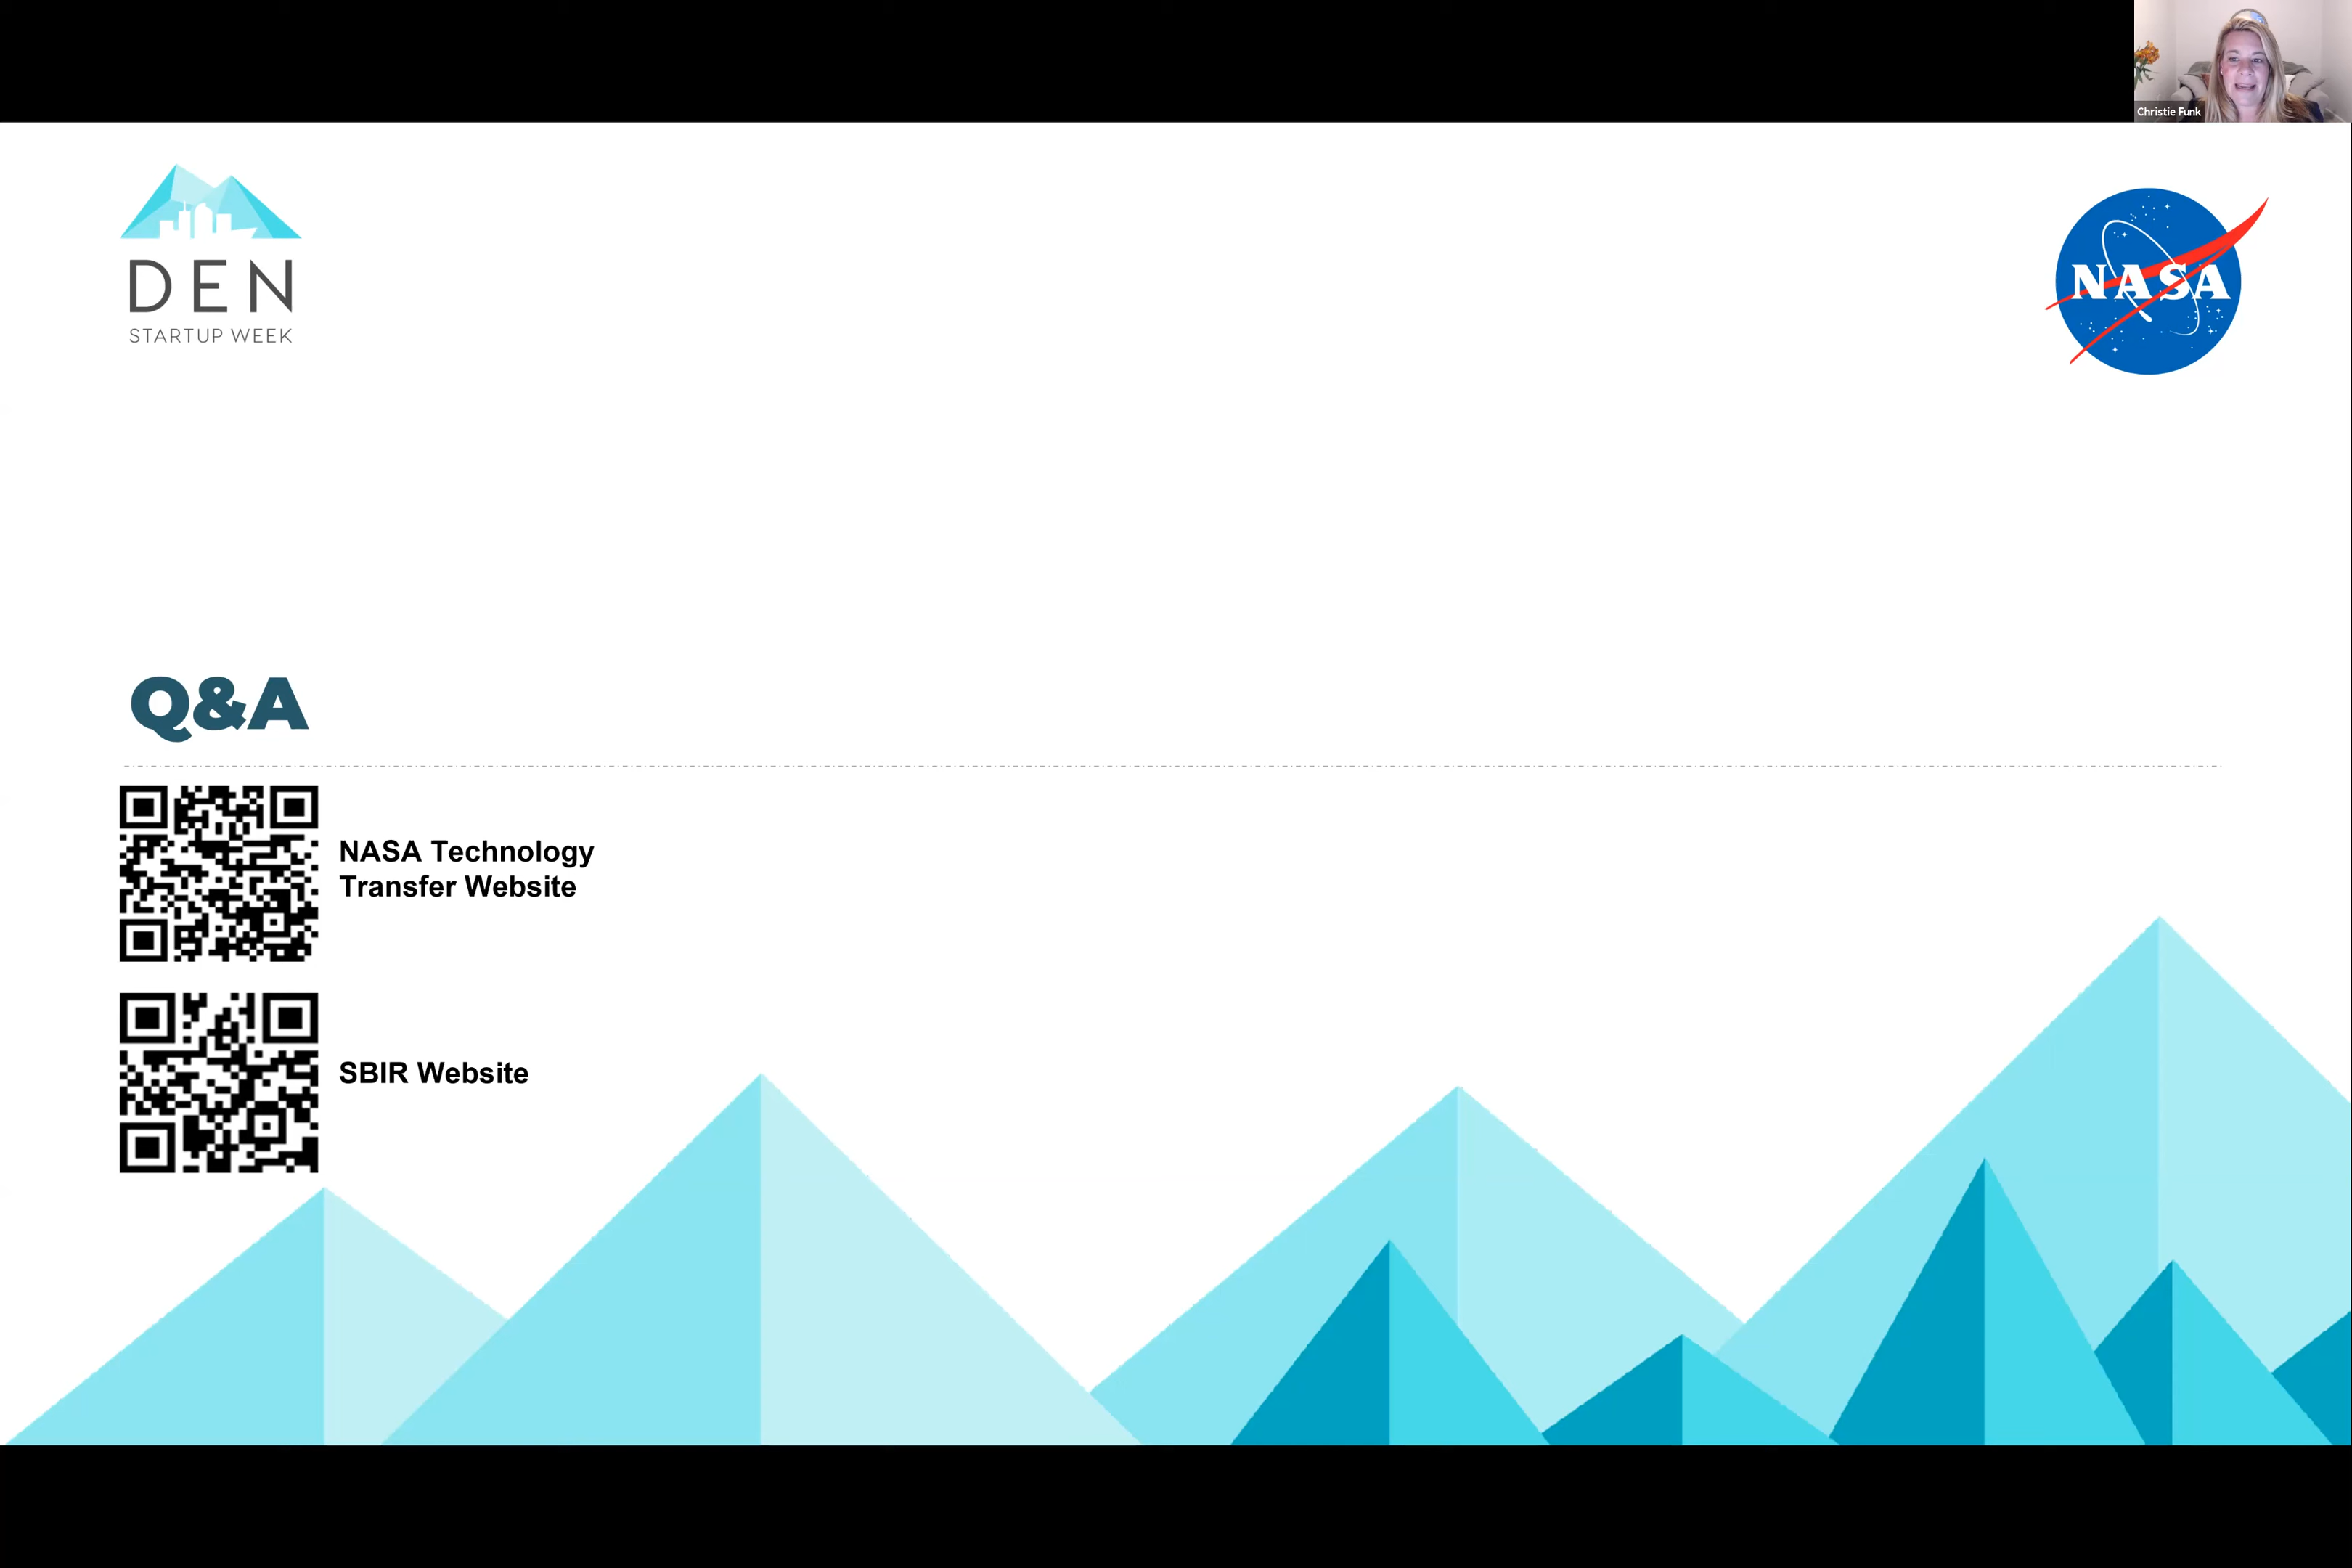 Christie Funk
DEN
STARTUP WEEK
NASA
Q&A
NASA Technology
Transfer Website
SBIR Website